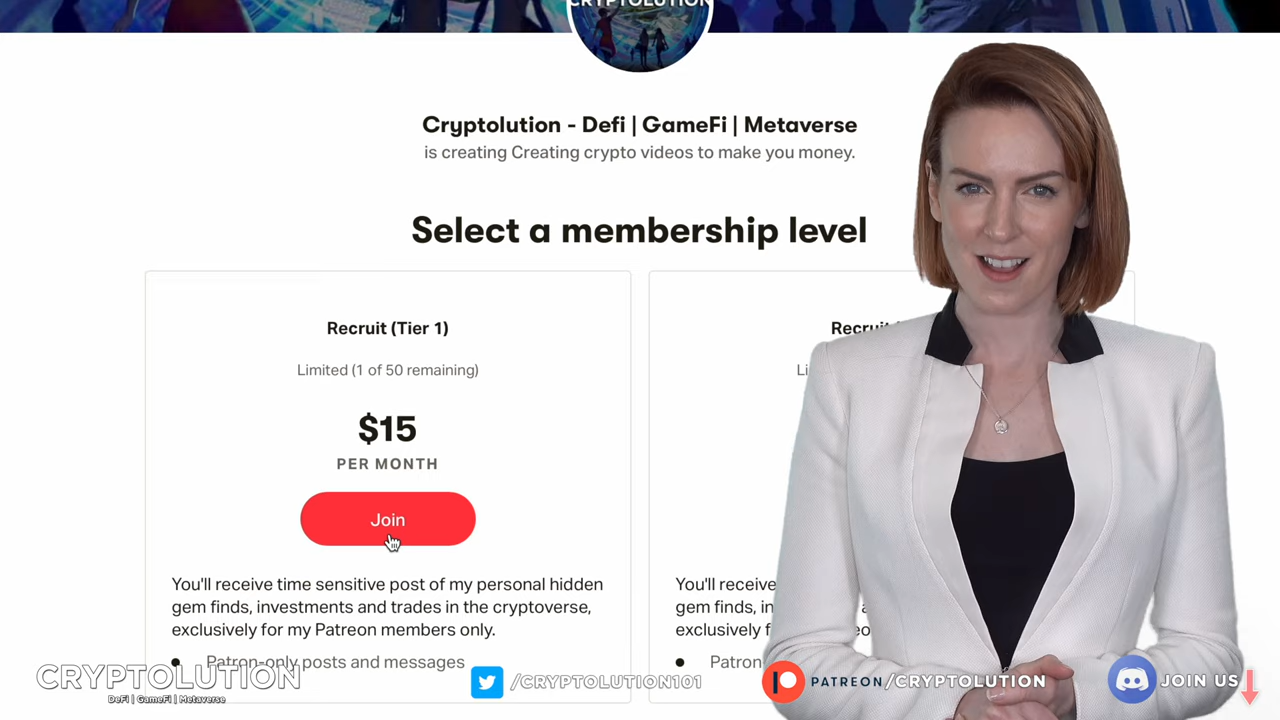 CRYPTOLUTION
Cryptolution - Defi | GameFi | Metaverse
is creating Creating crypto videos to make you money.
Select a membership level
Recruit (Tier 1)
Limited (1 of 50 remaining)
$15
PER MONTH
Join
You'll receive time sensitive post of my personal hidden
gem finds, investments and trades in the cryptoverse,
exclusively for my Patreon members only.
Patron-only posts and messages
Recruit
You'll receive
gem finds,
Patron-
CRYPTOLUTION
DeFi | GameFi | Metaverse
/CRYPTOLUTION101
PATREON/CRYPTOLUTION
JOIN US